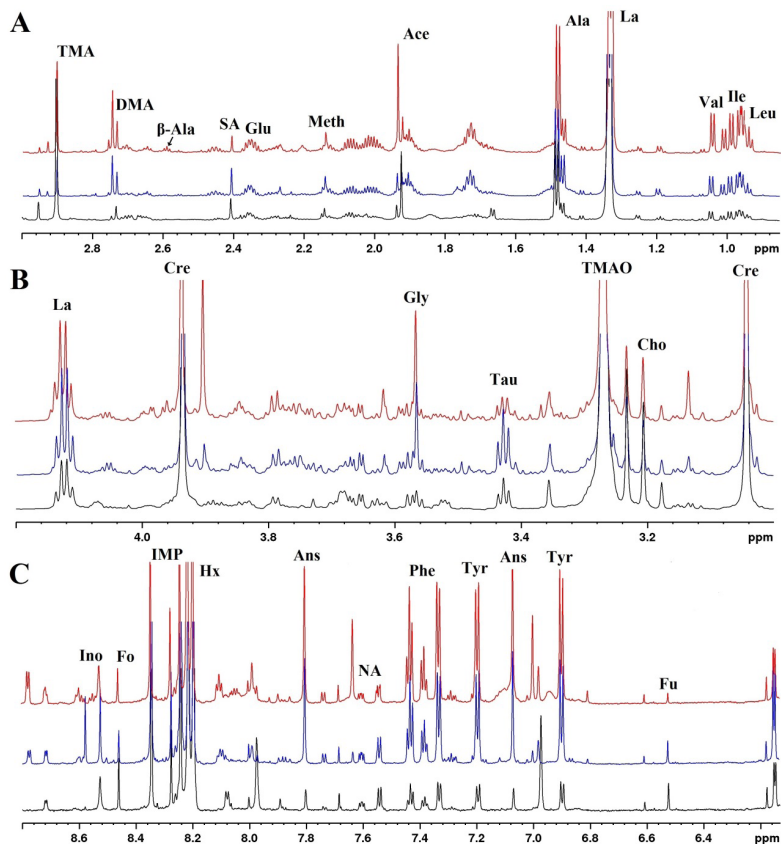 A
TMA DMA β-Ala SA Glu Meth Ace Ala La Val Ile Leu
2.8 2.6 2.4 2.2 2.0 1.8 1.6 1.4 1.2 1.0 ppm
B
La Cre Gly Tau TMAO Cho Cre
4.0 3.8 3.6 3.4 3.2 ppm
C
Ino Fo IMP Hx Ans NA Phe Tyr Ans Tyr Fu
8.6 8.4 8.2 8.0 7.8 7.6 7.4 7.2 7.0 6.8 6.6 6.4 ppm